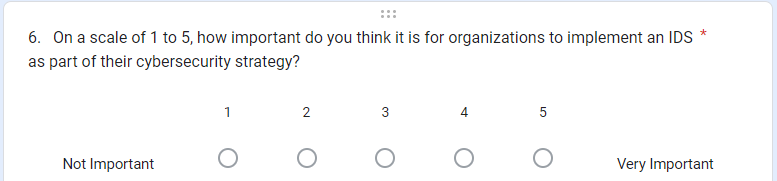 6. On a scale of 1 to 5, how important do you think it is for organizations to implement an IDS *
as part of their cybersecurity strategy?
1 2 3 4 5
Not Important Very Important